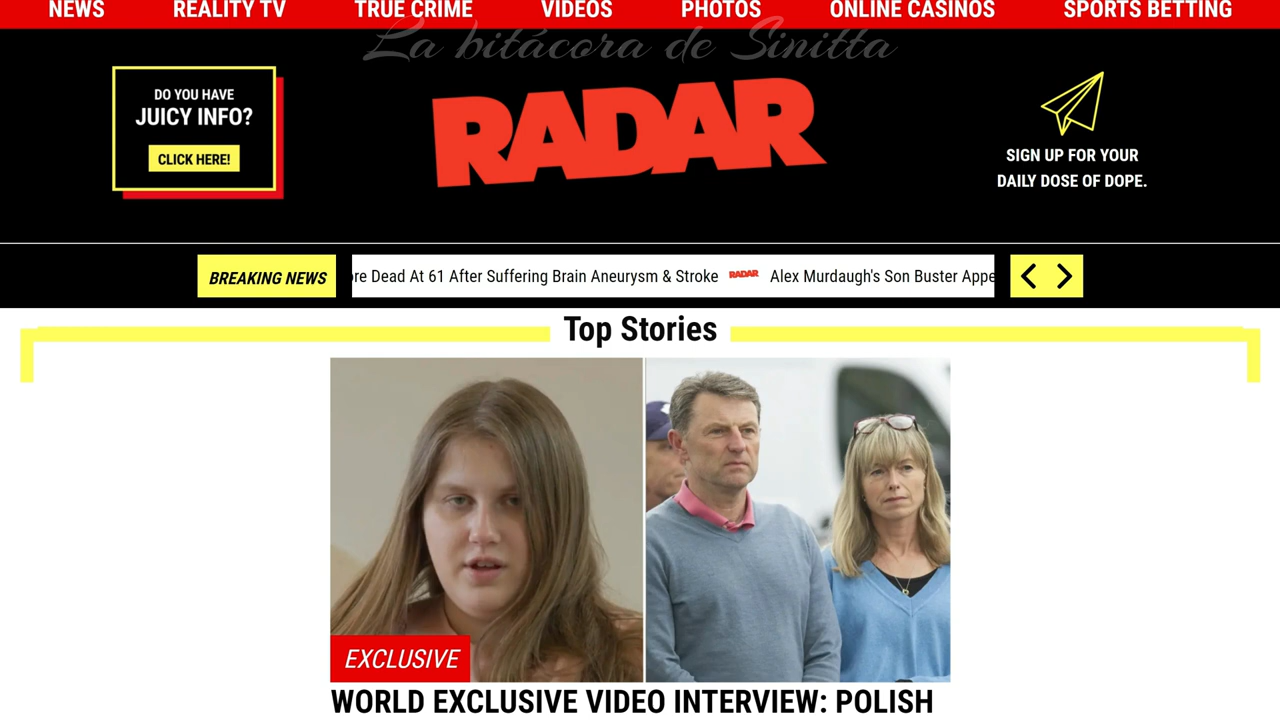 NEWS REALITY TV TRUE CRIME VIDEOS PHOTOS ONLINE CASINOS SPORTS BETTING
La bitácora de Sinitta
DO YOU HAVE
JUICY INFO?
CLICK HERE!
RADAR
SIGN UP FOR YOUR
DAILY DOSE OF DOPE.
BREAKING NEWS
re Dead At 61 After Suffering Brain Aneurysm & Stroke RADAR Alex Murdaugh's Son Buster Appe
Top Stories
EXCLUSIVE
WORLD EXCLUSIVE VIDEO INTERVIEW: POLISH